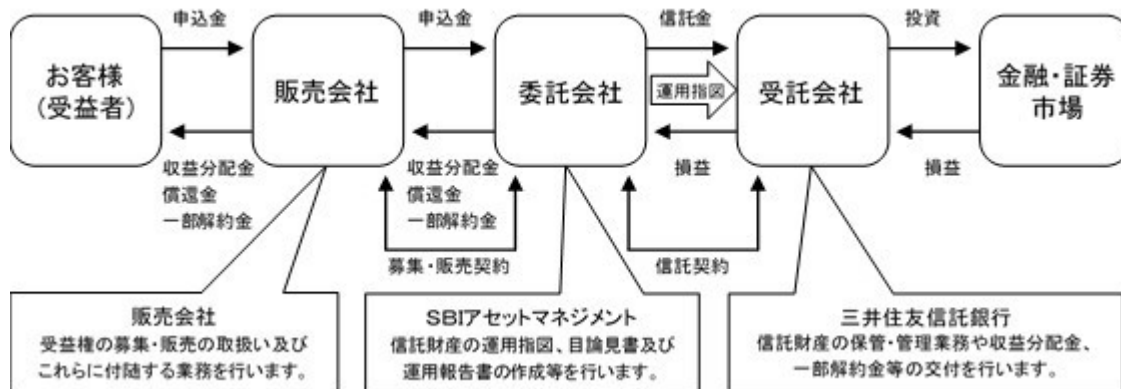 申込金
申込金
信託金
投資
お客様
（受益者）
販売会社
委託会社
運用指図
受託会社
金融・証券
市場
収益分配金
償還金
一部解約金
収益分配金
償還金
一部解約金
損益
損益
募集・販売契約
信託契約
販売会社
受益権の募集・販売の取扱い及び
これらに付随する業務を行います。
SBIアセットマネジメント
信託財産の運用指図、目論見書及び
運用報告書の作成等を行います。
三井住友信託銀行
信託財産の保管・管理業務や収益分配金、
一部解約金等の交付を行います。